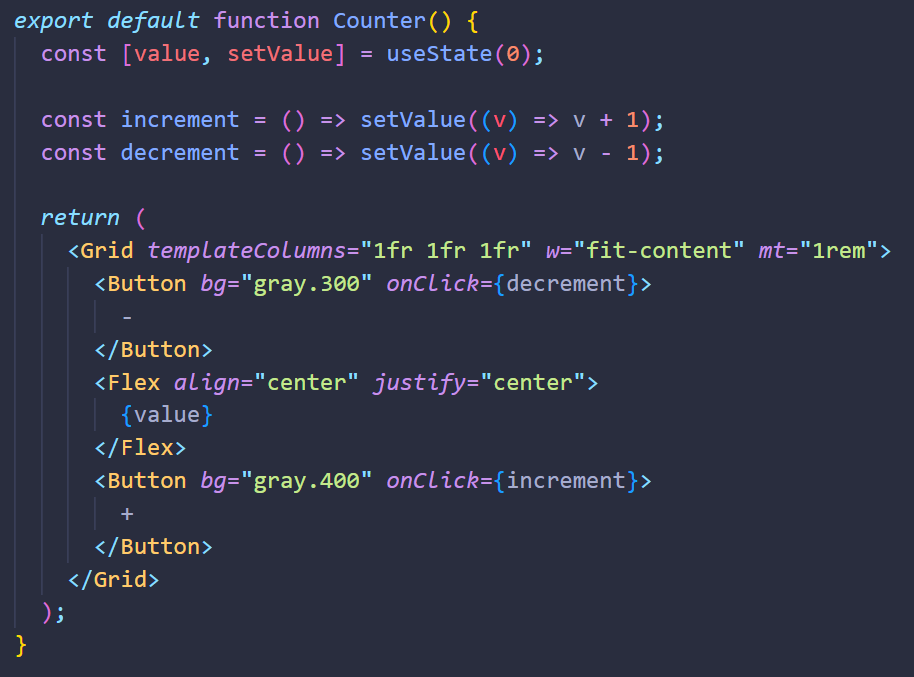 export default function Counter() {
  const [value, setValue] = useState(0);

  const increment = () => setValue((v) => v + 1);
  const decrement = () => setValue((v) => v - 1);

  return (
    <Grid templateColumns="1fr 1fr 1fr" w="fit-content" mt="1rem">
      <Button bg="gray.300" onClick={decrement}>
        -
      </Button>
      <Flex align="center" justify="center">
        {value}
      </Flex>
      <Button bg="gray.400" onClick={increment}>
        +
      </Button>
    </Grid>
  );
}